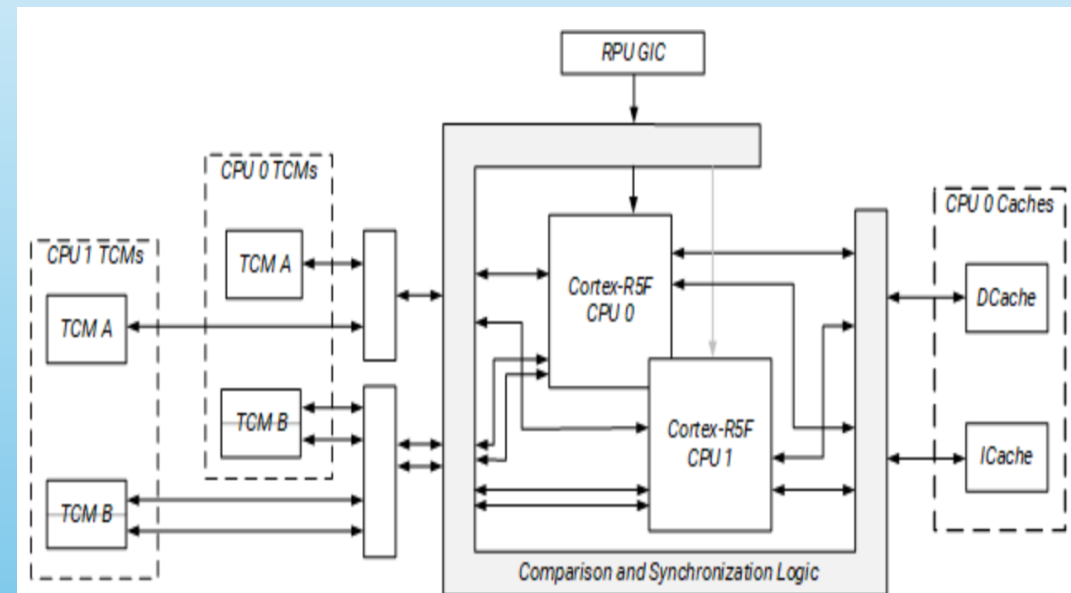 RPU GIC
CPU 0 TCMs
CPU 1 TCMs
TCM A
TCM A
TCM B
TCM B
Cortex-R5F
CPU 0
Cortex-R5F
CPU 1
CPU 0 Caches
DCache
ICache
Comparison and Synchronization Logic